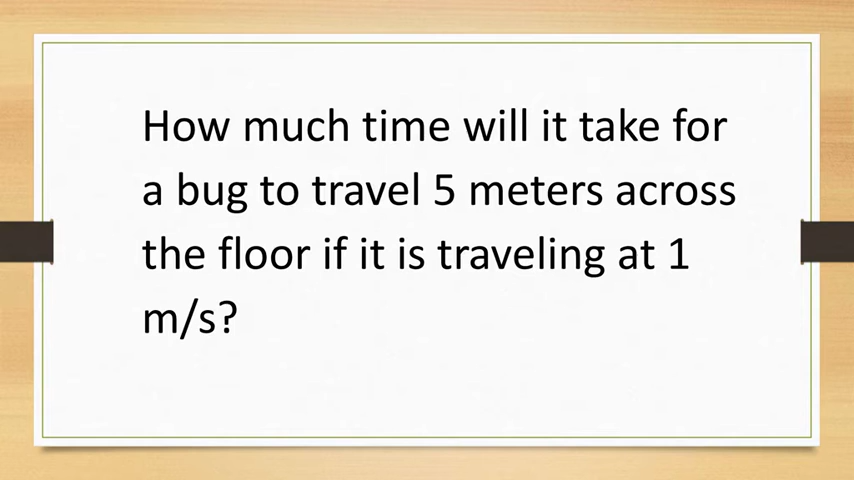 How much time will it take for
a bug to travel 5 meters across
the floor if it is traveling at 1
m/s?